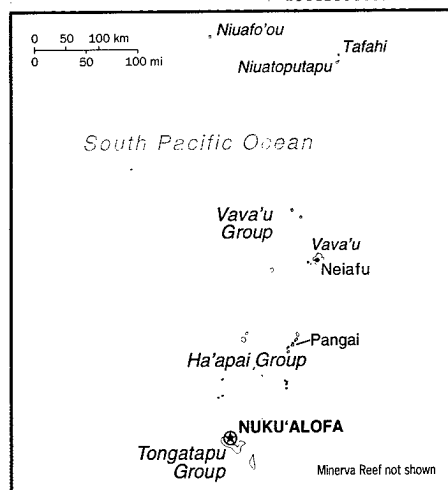 Niuafo'ou
Tafahi
Niuatoputapu
0 50 100 km
0 50 100 mi
South Pacific Ocean
Vava'u
Group
Vava'u
Neiafu
Pangai
Ha'apai Group
NUKU'ALOFA
Tongatapu
Group
Minerva Reef not shown